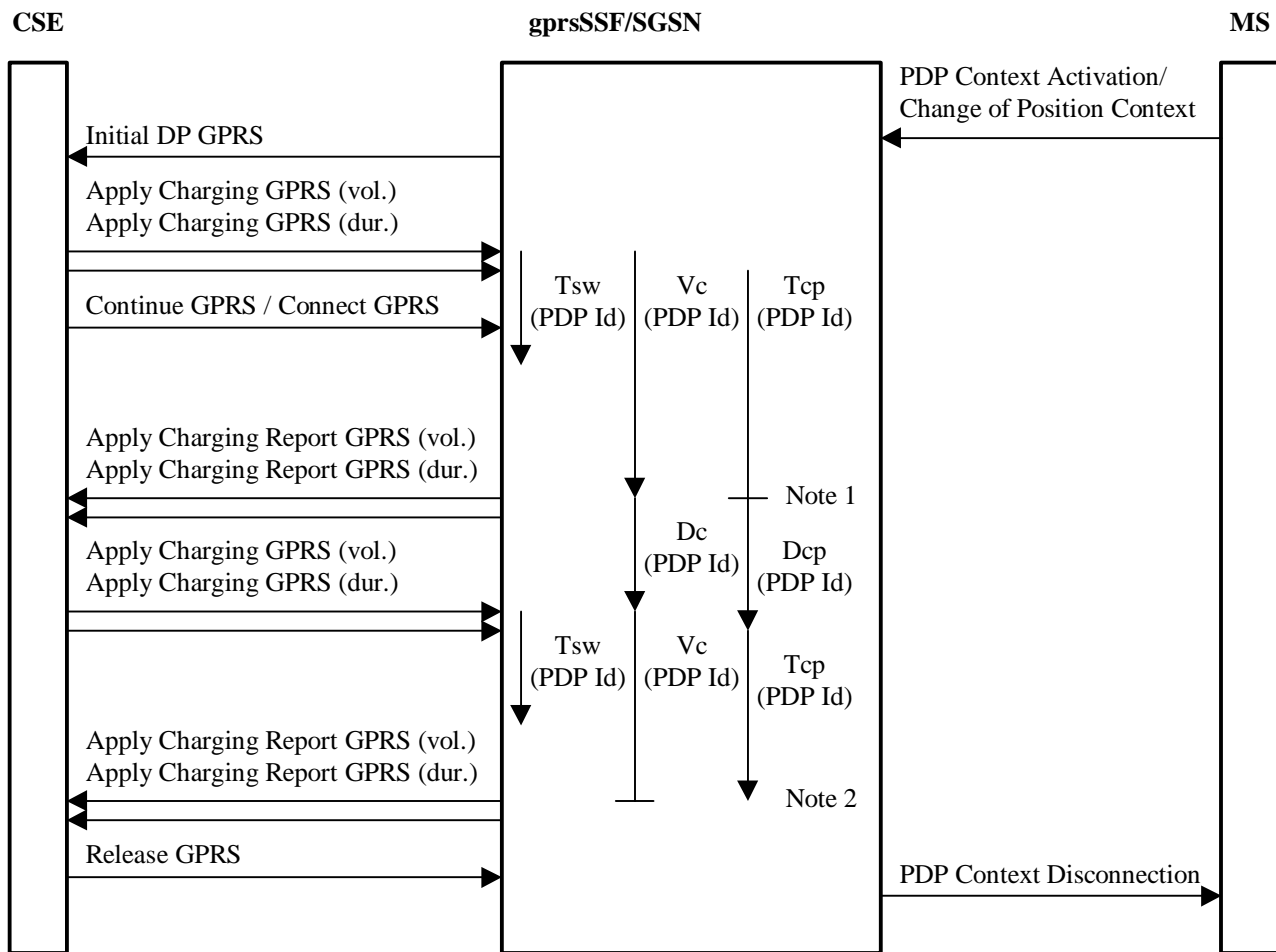 CSE
gprsSSF/SGSN
MS
PDP Context Activation/
Change of Position Context
Initial DP GPRS
Apply Charging GPRS (vol.)
Apply Charging GPRS (dur.)
Tsw
(PDP Id)
Vc
(PDP Id)
Tcp
(PDP Id)
Continue GPRS / Connect GPRS
Apply Charging Report GPRS (vol.)
Apply Charging Report GPRS (dur.)
Note 1
Dc
(PDP Id)
Dcp
(PDP Id)
Apply Charging GPRS (vol.)
Apply Charging GPRS (dur.)
Tsw
(PDP Id)
Vc
(PDP Id)
Tcp
(PDP Id)
Apply Charging Report GPRS (vol.)
Apply Charging Report GPRS (dur.)
Note 2
Release GPRS
PDP Context Disconnection